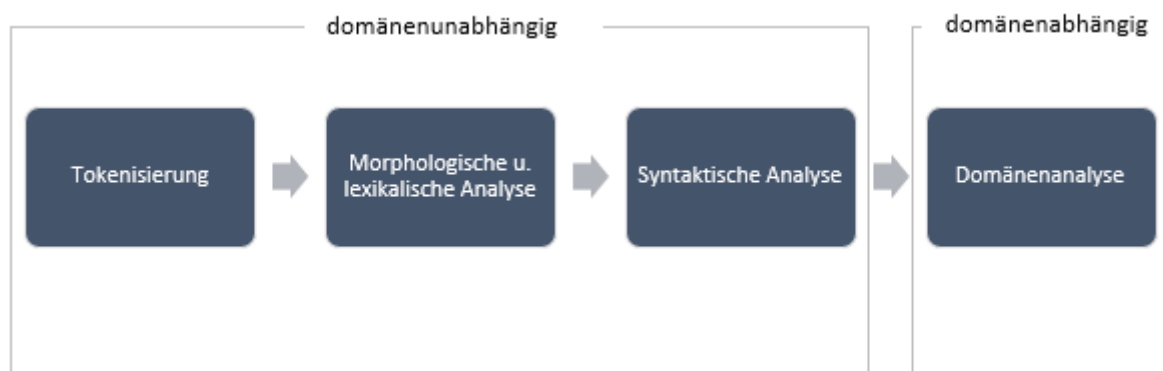 domänenunabhängig
domänenabhängig
Tokenisierung
Morphologische u.
lexikalische Analyse
Syntaktische Analyse
Domänenanalyse